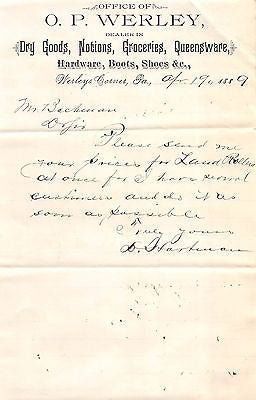 OFFICE OF
O. P. WERLEY,
DEALER IN
Dry Goods, Notions, Groceries, Queensware,
Hardware, Boots, Shoes &c.,
Werleys Corner, Pa., Apr 19, 1889
Mr Beckman
Dr Sir
Please send me
your prices for Land Rollers
at once for I have several
customers and do it as
soon as possible
Truly yours
D. Hartman